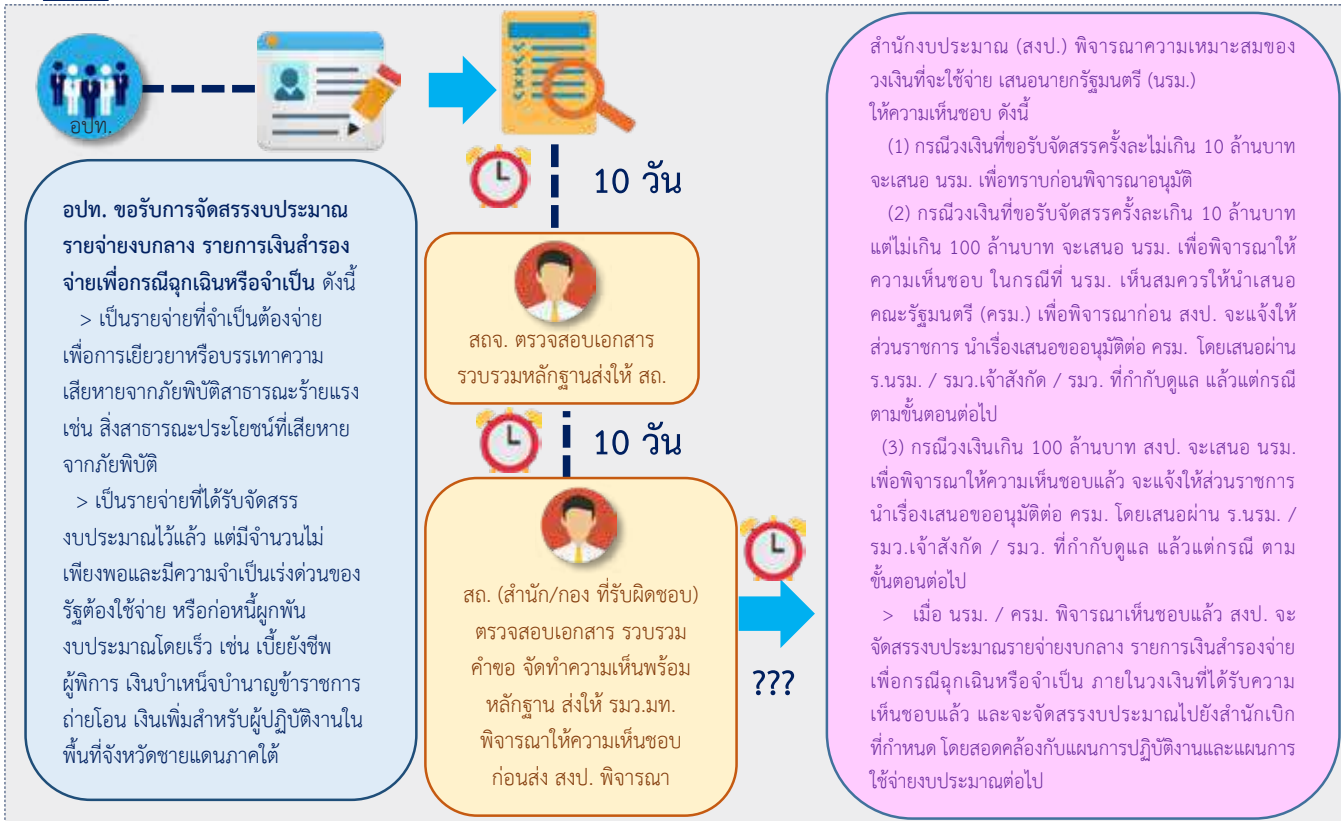 อปท.
อปท. ขอรับการจัดสรรงบประมาณ
รายจ่ายงบกลาง รายการเงินสำรอง
จ่ายเพื่อกรณีฉุกเฉินหรือจำเป็น ดังนี้
> เป็นรายจ่ายที่จำเป็นต้องจ่าย
เพื่อการเยียวยาหรือบรรเทาความ
เสียหายจากภัยพิบัติสาธารณะร้ายแรง
เช่น สิ่งสาธารณะประโยชน์ที่เสียหาย
จากภัยพิบัติ
> เป็นรายจ่ายที่ได้รับจัดสรร
งบประมาณไว้แล้ว แต่มีจำนวนไม่
เพียงพอและมีความจำเป็นเร่งด่วนของ
รัฐต้องใช้จ่าย หรือก่อหนี้ผูกพัน
งบประมาณโดยเร็ว เช่น เบี้ยยังชีพ
ผู้พิการ เงินบำเหน็จบำนาญข้าราชการ
ถ่ายโอน เงินเพิ่มสำหรับผู้ปฏิบัติงานใน
พื้นที่จังหวัดชายแดนภาคใต้
10 วัน
สถจ. ตรวจสอบเอกสาร
รวบรวมหลักฐานส่งให้ สถ.
10 วัน
สถ. (สำนัก/กอง ที่รับผิดชอบ)
ตรวจสอบเอกสาร รวบรวม
คำขอ จัดทำความเห็นพร้อม
หลักฐาน ส่งให้ รมว.มท.
พิจารณาให้ความเห็นชอบ
ก่อนส่ง สงป. พิจารณา
???
สำนักงบประมาณ (สงป.) พิจารณาความเหมาะสมของ
วงเงินที่จะใช้จ่าย เสนอนายกรัฐมนตรี (นรม.)
ให้ความเห็นชอบ ดังนี้
(1) กรณีวงเงินที่ขอรับจัดสรรครั้งละไม่เกิน 10 ล้านบาท
จะเสนอ นรม. เพื่อทราบก่อนพิจารณาอนุมัติ
(2) กรณีวงเงินที่ขอรับจัดสรรครั้งละเกิน 10 ล้านบาท
แต่ไม่เกิน 100 ล้านบาท จะเสนอ นรม. เพื่อพิจารณาให้
ความเห็นชอบ ในกรณีที่ นรม. เห็นสมควรให้นำเสนอ
คณะรัฐมนตรี (ครม.) เพื่อพิจารณาก่อน สงป. จะแจ้งให้
ส่วนราชการ นำเรื่องเสนอขออนุมัติต่อ ครม. โดยเสนอผ่าน
ร.นรม. / รมว.เจ้าสังกัด / รมว. ที่กำกับดูแล แล้วแต่กรณี
ตามขั้นตอนต่อไป
(3) กรณีวงเงินเกิน 100 ล้านบาท สงป. จะเสนอ นรม.
เพื่อพิจารณาให้ความเห็นชอบแล้ว จะแจ้งให้ส่วนราชการ
นำเรื่องเสนอขออนุมัติต่อ ครม. โดยเสนอผ่าน ร.นรม. /
รมว.เจ้าสังกัด / รมว. ที่กำกับดูแล แล้วแต่กรณี ตาม
ขั้นตอนต่อไป
> เมื่อ นรม. / ครม. พิจารณาเห็นชอบแล้ว สงป. จะ
จัดสรรงบประมาณรายจ่ายงบกลาง รายการเงินสำรองจ่าย
เพื่อกรณีฉุกเฉินหรือจำเป็น ภายในวงเงินที่ได้รับความ
เห็นชอบแล้ว และจะจัดสรรงบประมาณไปยังสำนักเบิก
ที่กำหนด โดยสอดคล้องกับแผนการปฏิบัติงานและแผนการ
ใช้จ่ายงบประมาณต่อไป